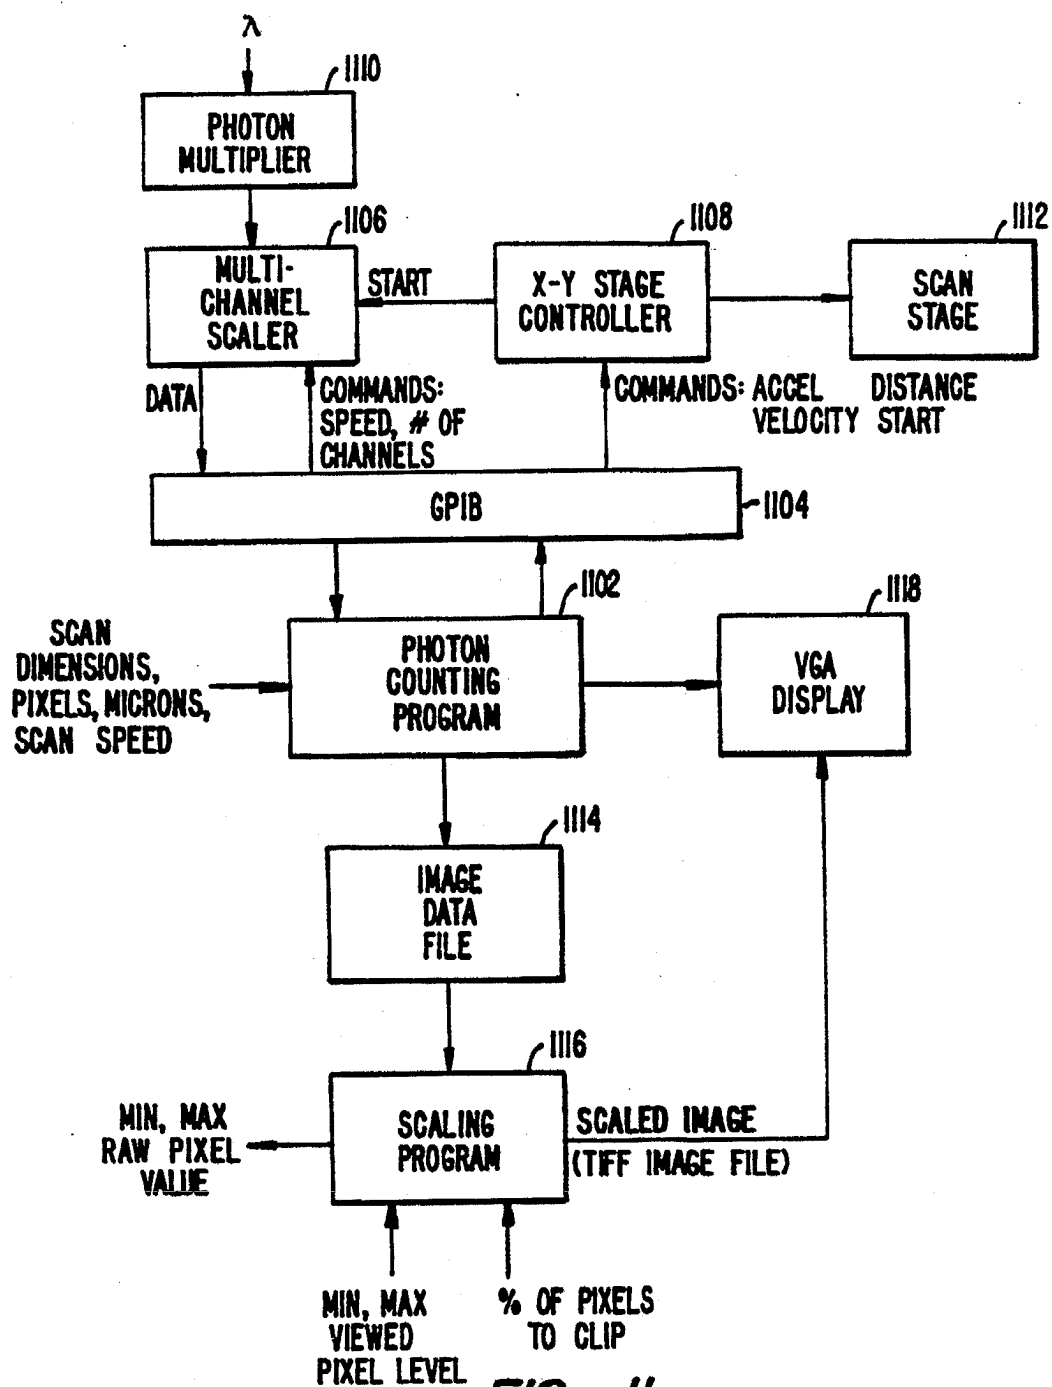 λ
1110
PHOTON
MULTIPLIER
1106
MULTI-
CHANNEL
SCALER
START
1108
X-Y STAGE
CONTROLLER
1112
SCAN
STAGE
DATA
COMMANDS:
SPEED, # OF
CHANNELS
COMMANDS: ACCEL DISTANCE
VELOCITY START
GPIB
1104
1102
PHOTON
COUNTING
PROGRAM
SCAN
DIMENSIONS,
PIXELS, MICRONS,
SCAN SPEED
1118
VGA
DISPLAY
1114
IMAGE
DATA
FILE
1116
SCALING
PROGRAM
MIN, MAX
RAW PIXEL
VALUE
SCALED IMAGE
(TIFF IMAGE FILE)
MIN, MAX
VIEWED
PIXEL LEVEL
% OF PIXELS
TO CLIP